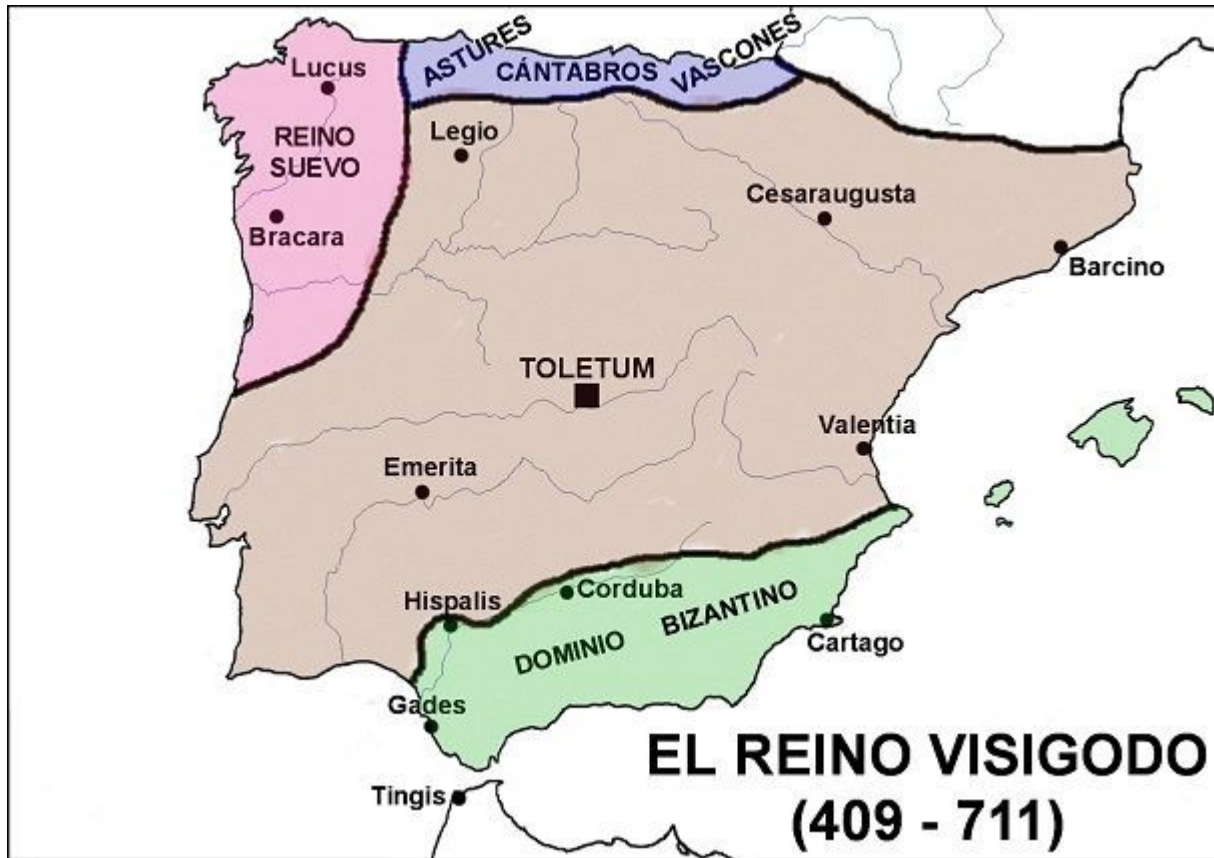 ASTURES
CÁNTABROS
VASCONES
Lucus
REINO
SUEVO
Legio
Bracara
Cesaraugusta
Barcino
TOLETUM
Valentia
Emerita
Hispalis
Corduba
DOMINIO BIZANTINO
Cartago
Gades
Tingis
EL REINO VISIGODO
(409 - 711)